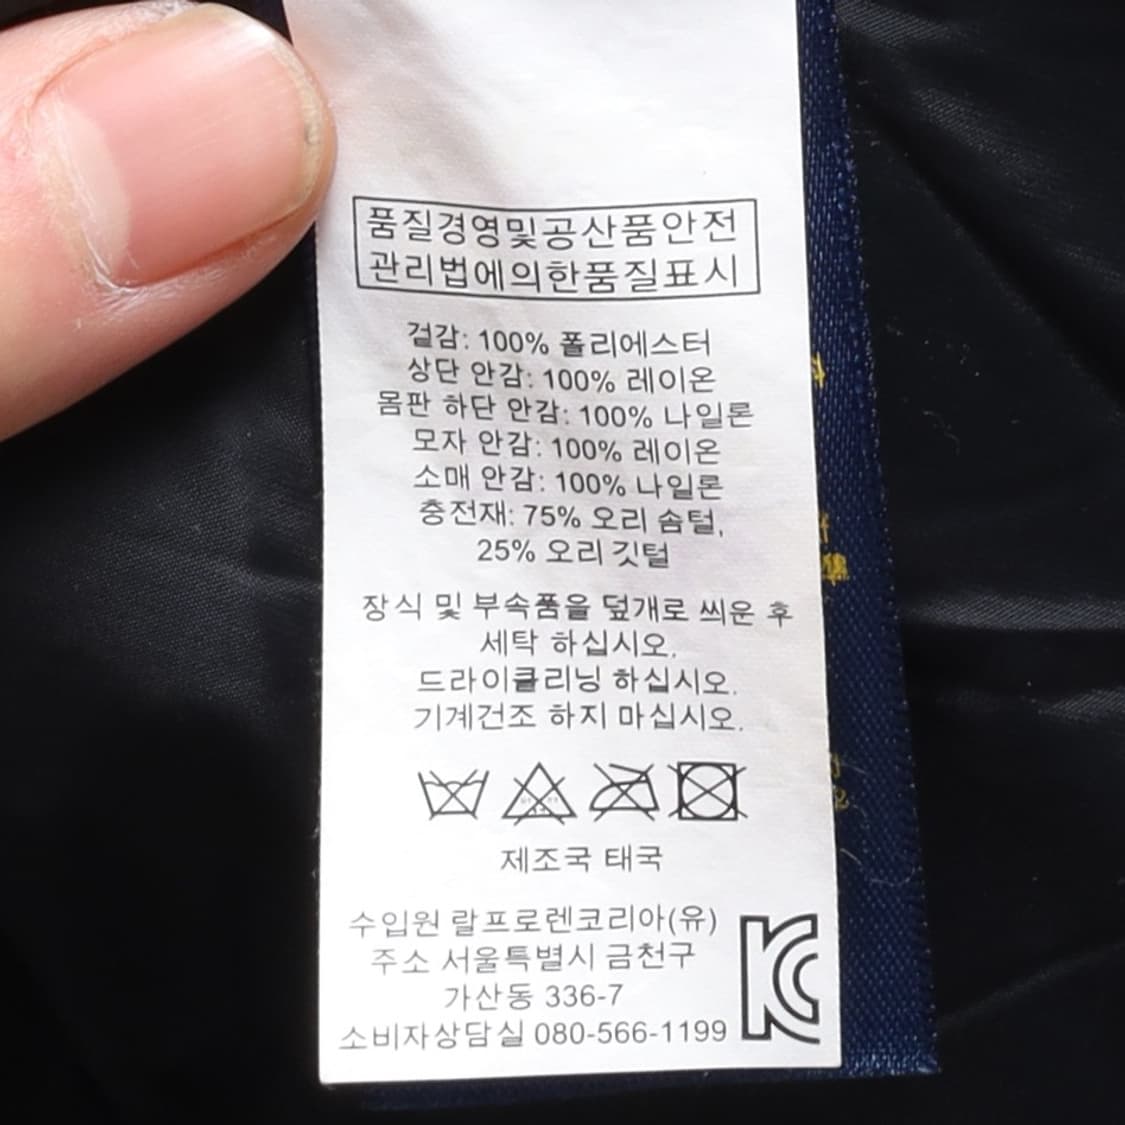 품질경영및공산품안전
관리법에의한품질표시
겉감: 100% 폴리에스터
상단 안감: 100% 레이온
몸판 하단 안감: 100% 나일론
모자 안감: 100% 레이온
소매 안감: 100% 나일론
충전재: 75% 오리 솜털,
25% 오리 깃털
장식 및 부속품을 덮개로 씌운 후
세탁 하십시오.
드라이클리닝 하십시오.
기계건조 하지 마십시오.
제조국 태국
수입원 랄프로렌코리아(유)
주소 서울특별시 금천구
가산동 336-7
소비자상담실 080-566-1199